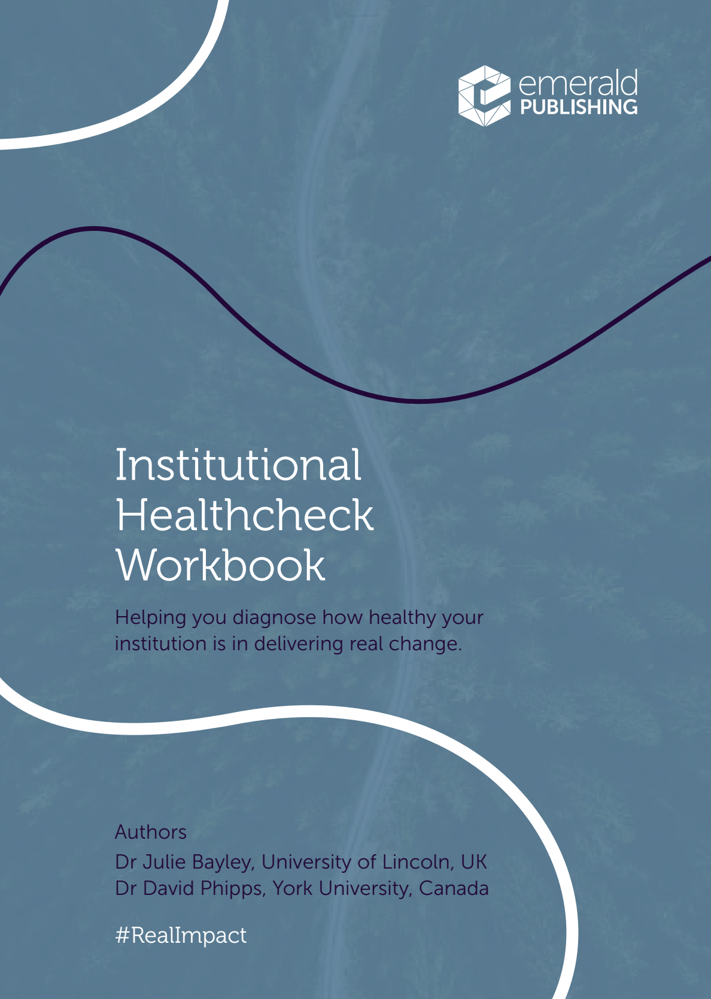 emerald
PUBLISHING
Institutional
Healthcheck
Workbook
Helping you diagnose how healthy your
institution is in delivering real change.
Authors
Dr Julie Bayley, University of Lincoln, UK
Dr David Phipps, York University, Canada
#RealImpact